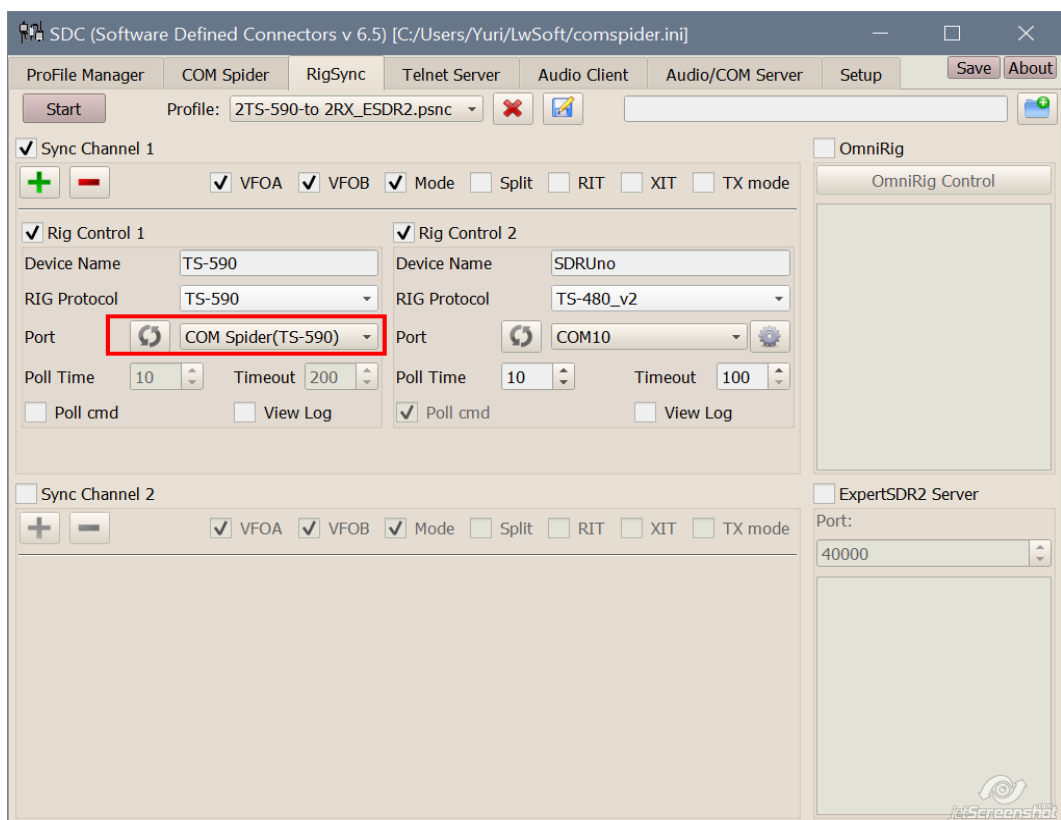 SDC (Software Defined Connectors v 6.5) [C:/Users/Yuri/LwSoft/comspider.ini]
ProFile Manager COM Spider RigSync Telnet Server Audio Client Audio/COM Server Setup Save About
Start Profile: 2TS-590-to 2RX_ESDR2.psnc
Sync Channel 1 OmniRig
VFOA VFOB Mode Split RIT XIT TX mode OmniRig Control
Rig Control 1 Rig Control 2
Device Name TS-590 Device Name SDRUno
RIG Protocol TS-590 RIG Protocol TS-480_v2
Port COM Spider(TS-590) Port COM10
Poll Time 10 Timeout 200 Poll Time 10 Timeout 100
Poll cmd View Log Poll cmd View Log
Sync Channel 2 ExpertSDR2 Server
VFOA VFOB Mode Split RIT XIT TX mode Port:
40000
jetScreenshot